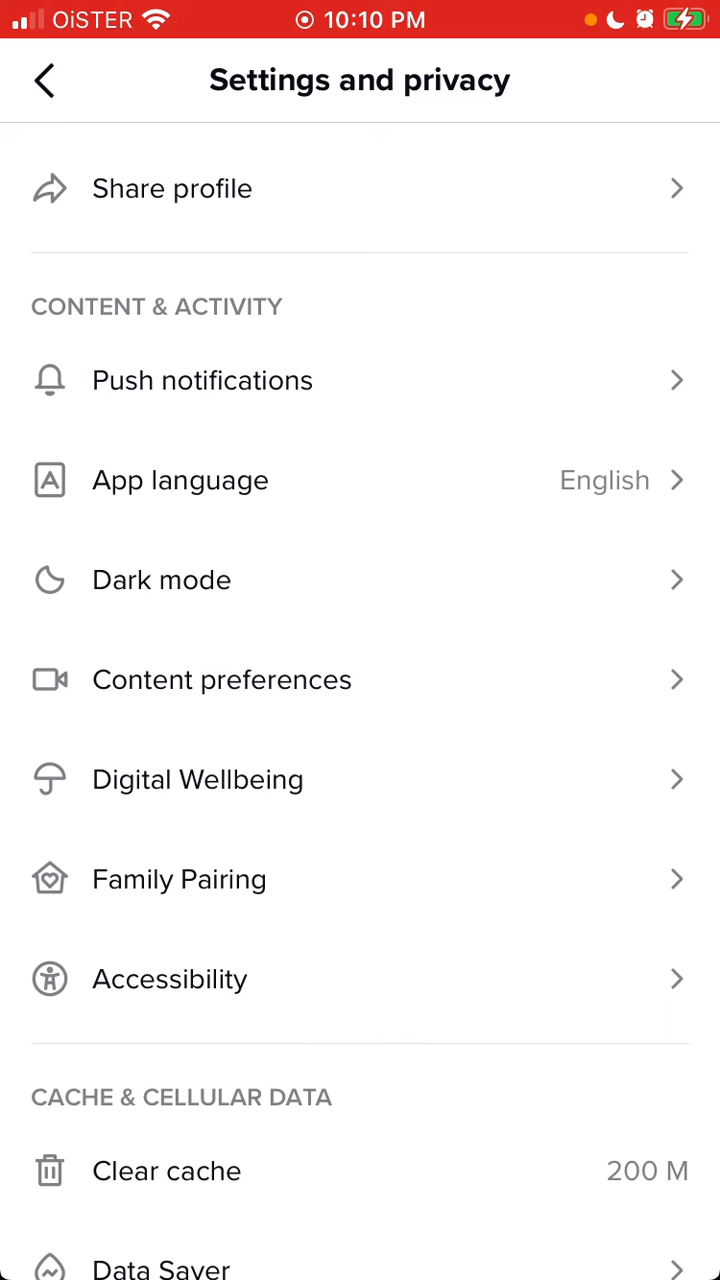 OiSTER 10:10 PM
Settings and privacy
Share profile
CONTENT & ACTIVITY
Push notifications
App language English
Dark mode
Content preferences
Digital Wellbeing
Family Pairing
Accessibility
CACHE & CELLULAR DATA
Clear cache 200 M
Data Saver